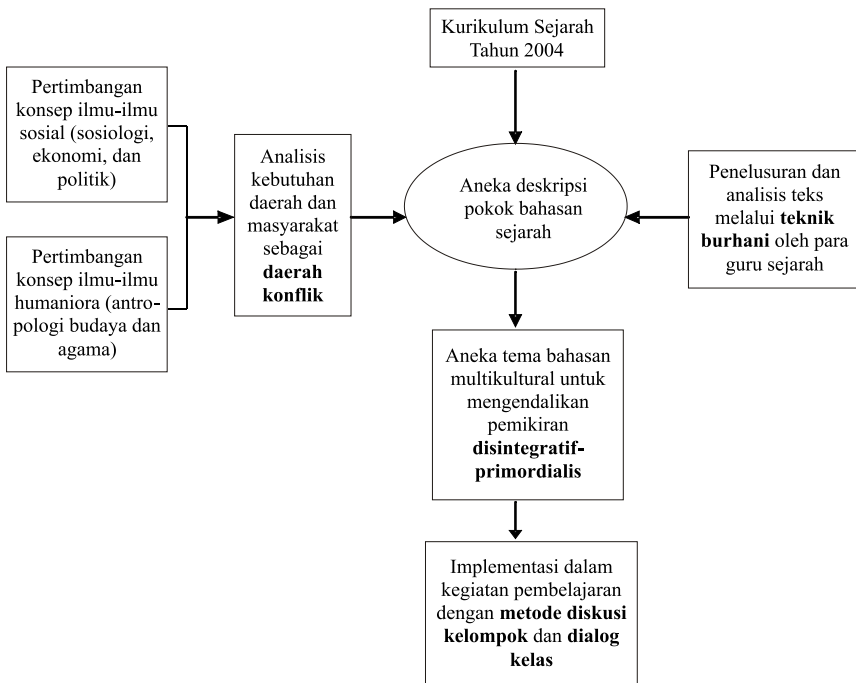 Kurikulum Sejarah
Tahun 2004
Pertimbangan
konsep ilmu-ilmu
sosial (sosiologi,
ekonomi, dan
politik)
Pertimbangan
konsep ilmu-ilmu
humaniora (antro-
pologi budaya dan
agama)
Analisis
kebutuhan
daerah dan
masyarakat
sebagai
daerah
konflik
Aneka deskripsi
pokok bahasan
sejarah
Penelusuran dan
analisis teks
melalui teknik
burhani oleh para
guru sejarah
Aneka tema bahasan
multikultural untuk
mengendalikan
pemikiran
disintegratif-
primordialis
Implementasi dalam
kegiatan pembelajaran
dengan metode diskusi
kelompok dan dialog
kelas